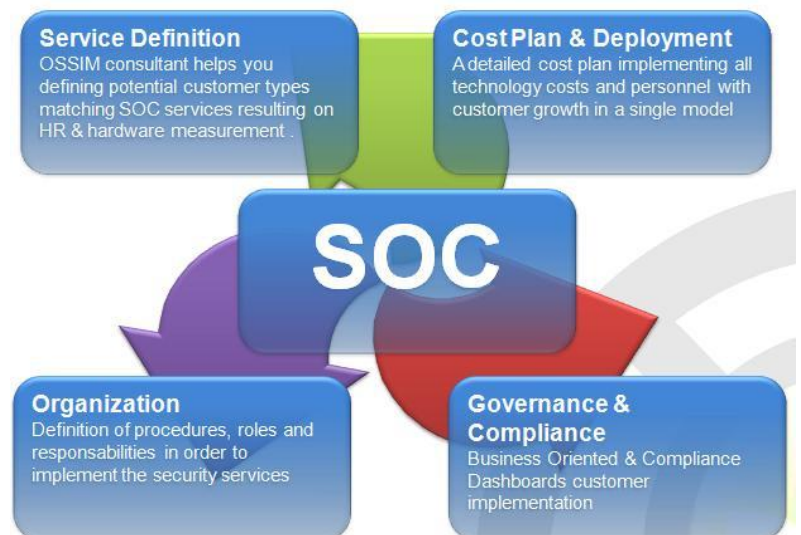 Service Definition
OSSIM consultant helps you
defining potential customer types
matching SOC services resulting on
HR & hardware measurement .
Cost Plan & Deployment
A detailed cost plan implementing all
technology costs and personnel with
customer growth in a single model
SOC
Organization
Definition of procedures, roles and
responsabilities in order to
implement the security services
Governance &
Compliance
Business Oriented & Compliance
Dashboards customer
implementation